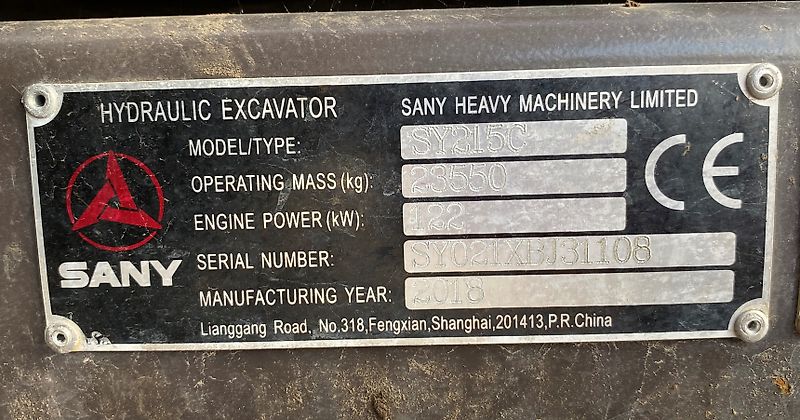 HYDRAULIC EXCAVATOR SANY HEAVY MACHINERY LIMITED
MODEL/TYPE: SY215C
OPERATING MASS (kg): 23550
ENGINE POWER (kW): 122
SERIAL NUMBER: SY021XBJ31108
MANUFACTURING YEAR: 2018
Lianggang Road, No.318,Fengxian,Shanghai,201413,P.R.China
SANY
CE